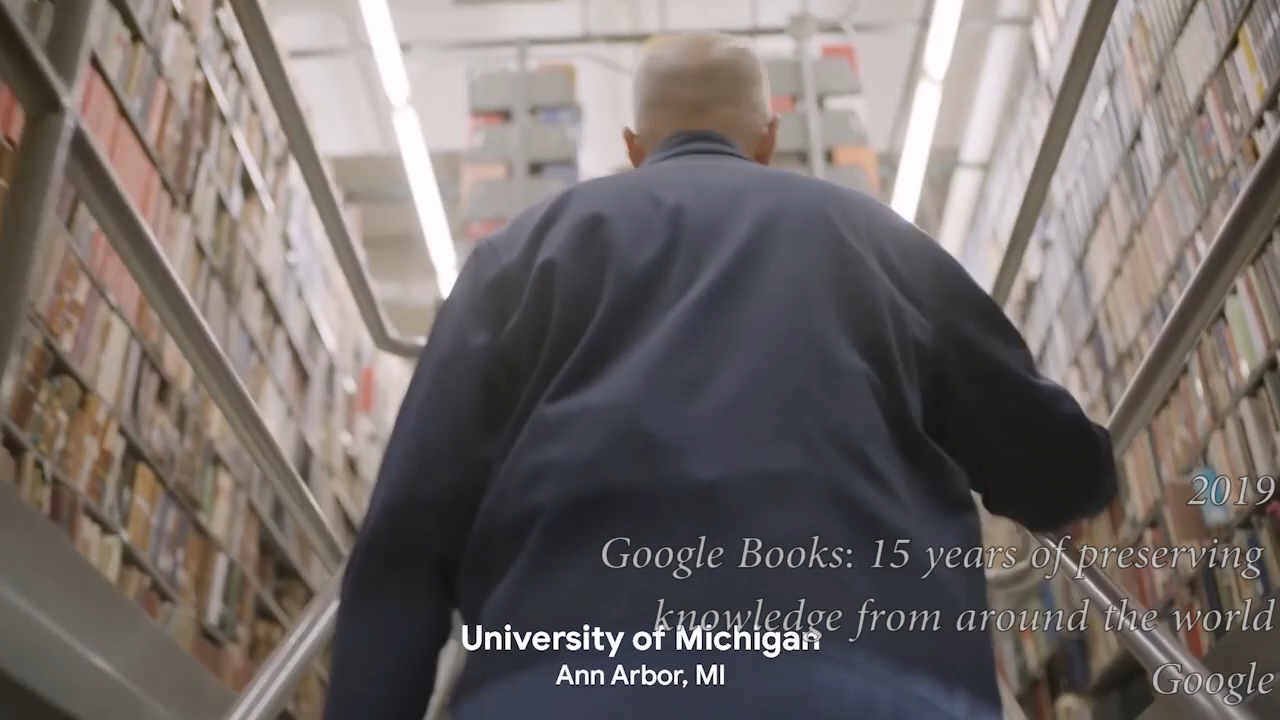 2019
Google Books: 15 years of preserving
knowledge from around the world
University of Michigan
Ann Arbor, MI
Google